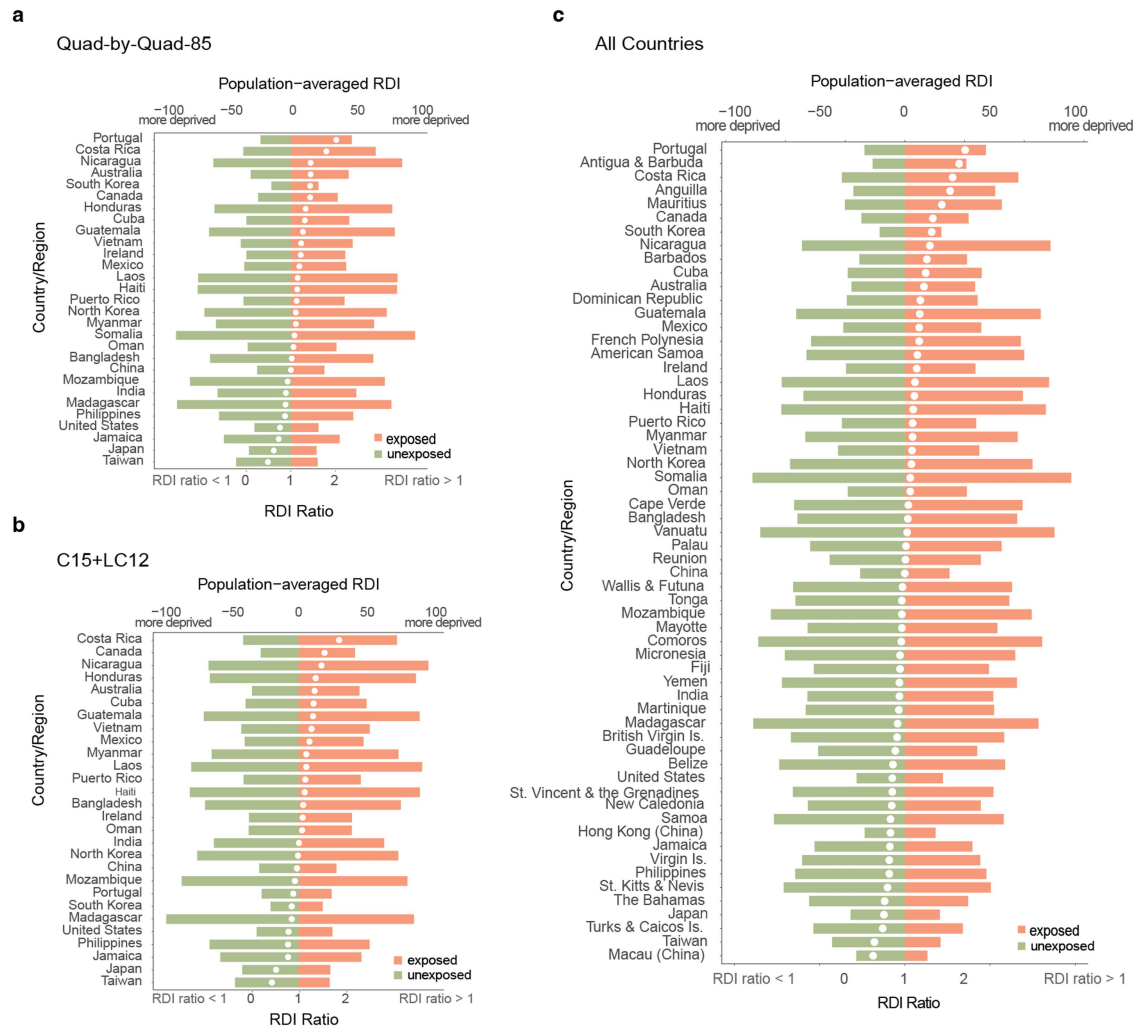 a
Quad-by-Quad-85
Population−averaged RDI
−100 −50 0 50 100
more deprived more deprived
Country/Region
Portugal
Costa Rica
Nicaragua
Australia
South Korea
Canada
Honduras
Cuba
Guatemala
Vietnam
Ireland
Mexico
Laos
Haiti
Puerto Rico
North Korea
Myanmar
Somalia
Oman
Bangladesh
China
Mozambique
India
Madagascar
Philippines
United States
Jamaica
Japan
Taiwan
exposed
unexposed
RDI ratio < 1 0 1 2 RDI ratio > 1
RDI Ratio
b
C15+LC12
Population−averaged RDI
−100 −50 0 50 100
more deprived more deprived
Country/Region
Costa Rica
Canada
Nicaragua
Honduras
Australia
Cuba
Guatemala
Vietnam
Mexico
Myanmar
Laos
Puerto Rico
Haiti
Bangladesh
Ireland
Oman
India
North Korea
China
Mozambique
Portugal
South Korea
Madagascar
United States
Philippines
Jamaica
Japan
Taiwan
exposed
unexposed
RDI ratio < 1 0 1 2 RDI ratio > 1
RDI Ratio
c
All Countries
Population−averaged RDI
−100 −50 0 50 100
more deprived more deprived
Country/Region
Portugal
Antigua & Barbuda
Costa Rica
Anguilla
Mauritius
Canada
South Korea
Nicaragua
Barbados
Cuba
Australia
Dominican Republic
Guatemala
Mexico
French Polynesia
American Samoa
Ireland
Laos
Honduras
Haiti
Puerto Rico
Myanmar
Vietnam
North Korea
Somalia
Oman
Cape Verde
Bangladesh
Vanuatu
Palau
Reunion
China
Wallis & Futuna
Tonga
Mozambique
Mayotte
Comoros
Micronesia
Fiji
Yemen
India
Martinique
Madagascar
British Virgin Is.
Guadeloupe
Belize
United States
St. Vincent & the Grenadines
New Caledonia
Samoa
Hong Kong (China)
Jamaica
Virgin Is.
Philippines
St. Kitts & Nevis
The Bahamas
Japan
Turks & Caicos Is.
Taiwan
Macau (China)
exposed
unexposed
RDI ratio < 1 0 1 2 RDI ratio > 1
RDI Ratio